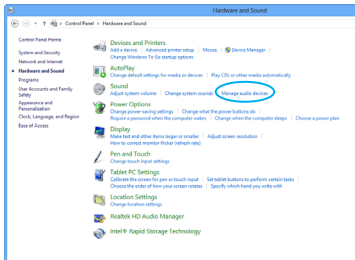 Hardware and Sound
Control Panel ▸ Hardware and Sound
Control Panel Home
System and Security
Network and Internet
Hardware and Sound
Programs
User Accounts and Family
Safety
Appearance and
Personalization
Clock, Language, and Region
Ease of Access
Devices and Printers
Add a device | Advanced printer setup | Mouse | Device Manager |
Change Windows To Go startup options
AutoPlay
Change default settings for media or devices | Play CDs or other media automatically
Sound
Adjust system volume | Change system sounds | Manage audio devices
Power Options
Change power-saving settings | Change what the power buttons do |
Require a password when the computer wakes | Change when the computer sleeps | Choose a power plan
Display
Make text and other items larger or smaller | Adjust screen resolution |
How to correct monitor flicker (refresh rate)
Pen and Touch
Change touch input settings
Tablet PC Settings
Calibrate the screen for pen or touch input | Set tablet buttons to perform certain tasks |
Choose the order of how your screen rotates | Specify which hand you write with
Location Settings
Change location settings
Realtek HD Audio Manager
Intel® Rapid Storage Technology